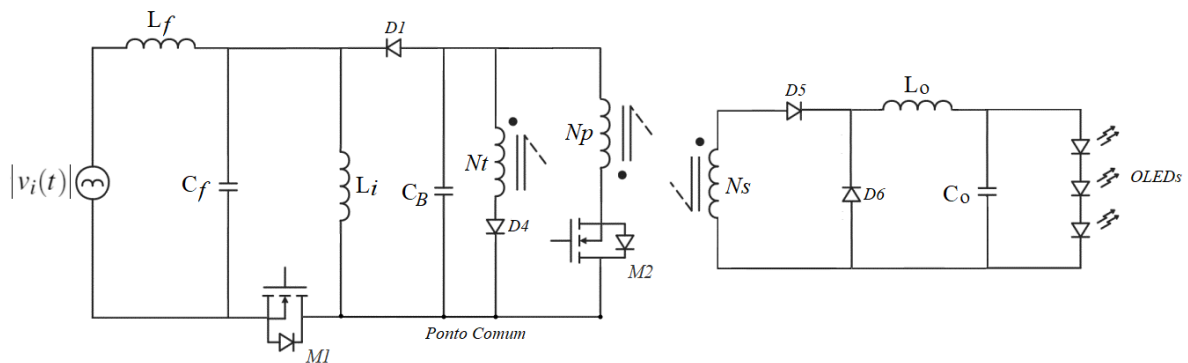 Lf
D1
Lo
D5
Np
Nt
|vi(t)|
Cf
Li
CB
Ns
D6
Co
OLEDs
D4
M2
Ponto Comum
M1